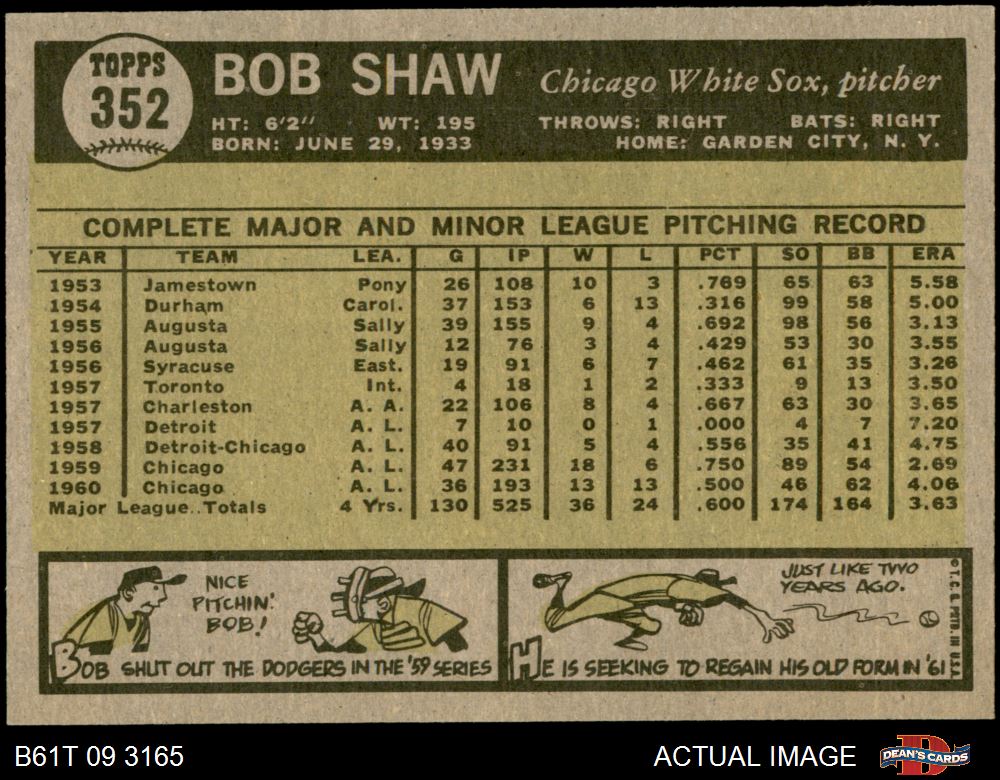 TOPPS
352
BOB SHAW Chicago White Sox, pitcher
HT: 6'2" WT: 195 THROWS: RIGHT BATS: RIGHT
BORN: JUNE 29, 1933 HOME: GARDEN CITY, N. Y.
COMPLETE MAJOR AND MINOR LEAGUE PITCHING RECORD
YEAR TEAM LEA. G IP W L PCT SO BB ERA
1953 Jamestown Pony 26 108 10 3 .769 65 63 5.58
1954 Durham Carol. 37 153 6 13 .316 99 58 5.00
1955 Augusta Sally 39 155 9 4 .692 98 56 3.13
1956 Augusta Sally 12 76 3 4 .429 53 30 3.55
1956 Syracuse East. 19 91 6 7 .462 61 35 3.26
1957 Toronto Int. 4 18 1 2 .333 9 13 3.50
1957 Charleston A. A. 22 106 8 4 .667 63 30 3.65
1957 Detroit A. L. 7 10 0 1 .000 4 7 7.20
1958 Detroit-Chicago A. L. 40 91 5 4 .556 35 41 4.75
1959 Chicago A. L. 47 231 18 6 .750 89 54 2.69
1960 Chicago A. L. 36 193 13 13 .500 46 62 4.06
Major League..Totals 4 Yrs. 130 525 36 24 .600 174 164 3.63
NICE
PITCHIN'
BOB!
BOB SHUT OUT THE DODGERS IN THE '59 SERIES
JUST LIKE TWO
YEARS AGO.
HE IS SEEKING TO REGAIN HIS OLD FORM IN '61
© T. C. G. PRTD. IN U.S.A.
B61T 09 3165 ACTUAL IMAGE DEAN'S CARDS